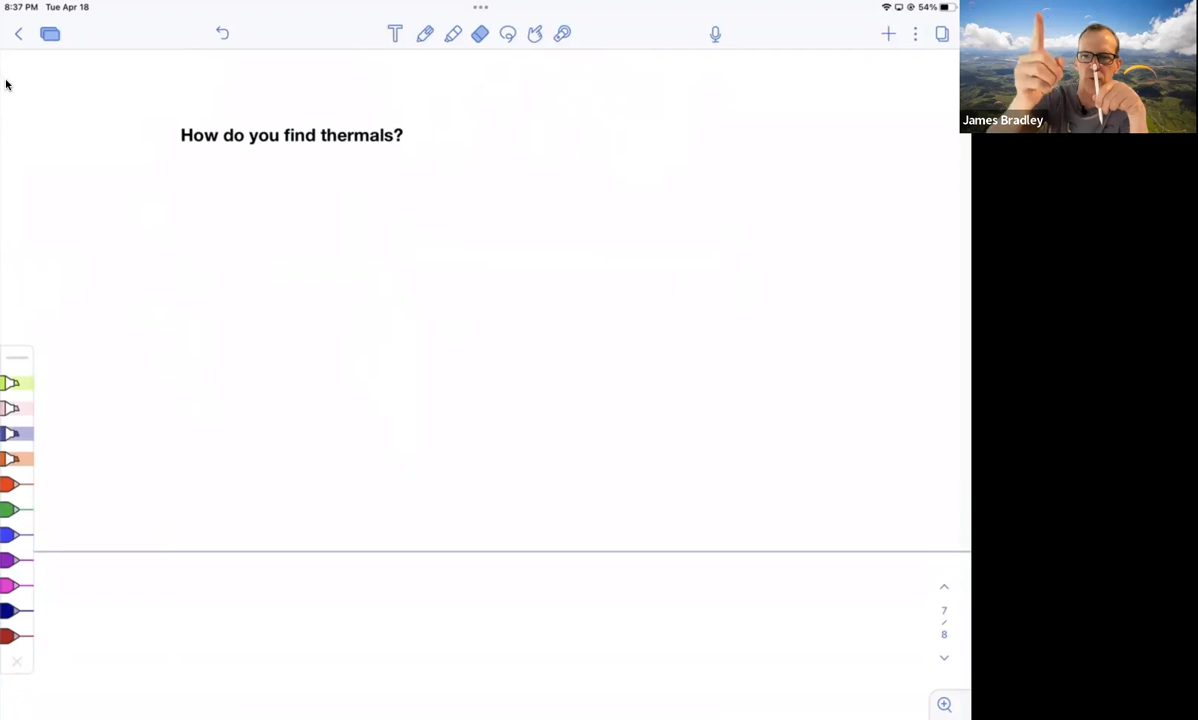 8:37 PM Tue Apr 18
54%
James Bradley
How do you find thermals?
7
/
8